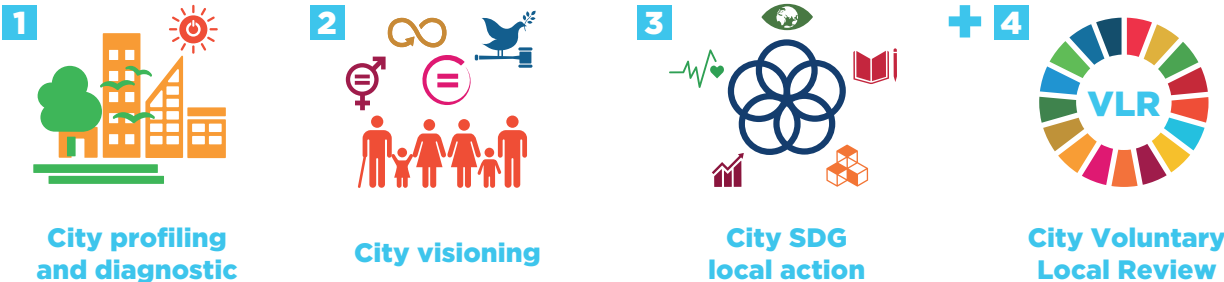 1
2
3
+ 4
VLR
City profiling
and diagnostic
City visioning
City SDG
local action
City Voluntary
Local Review